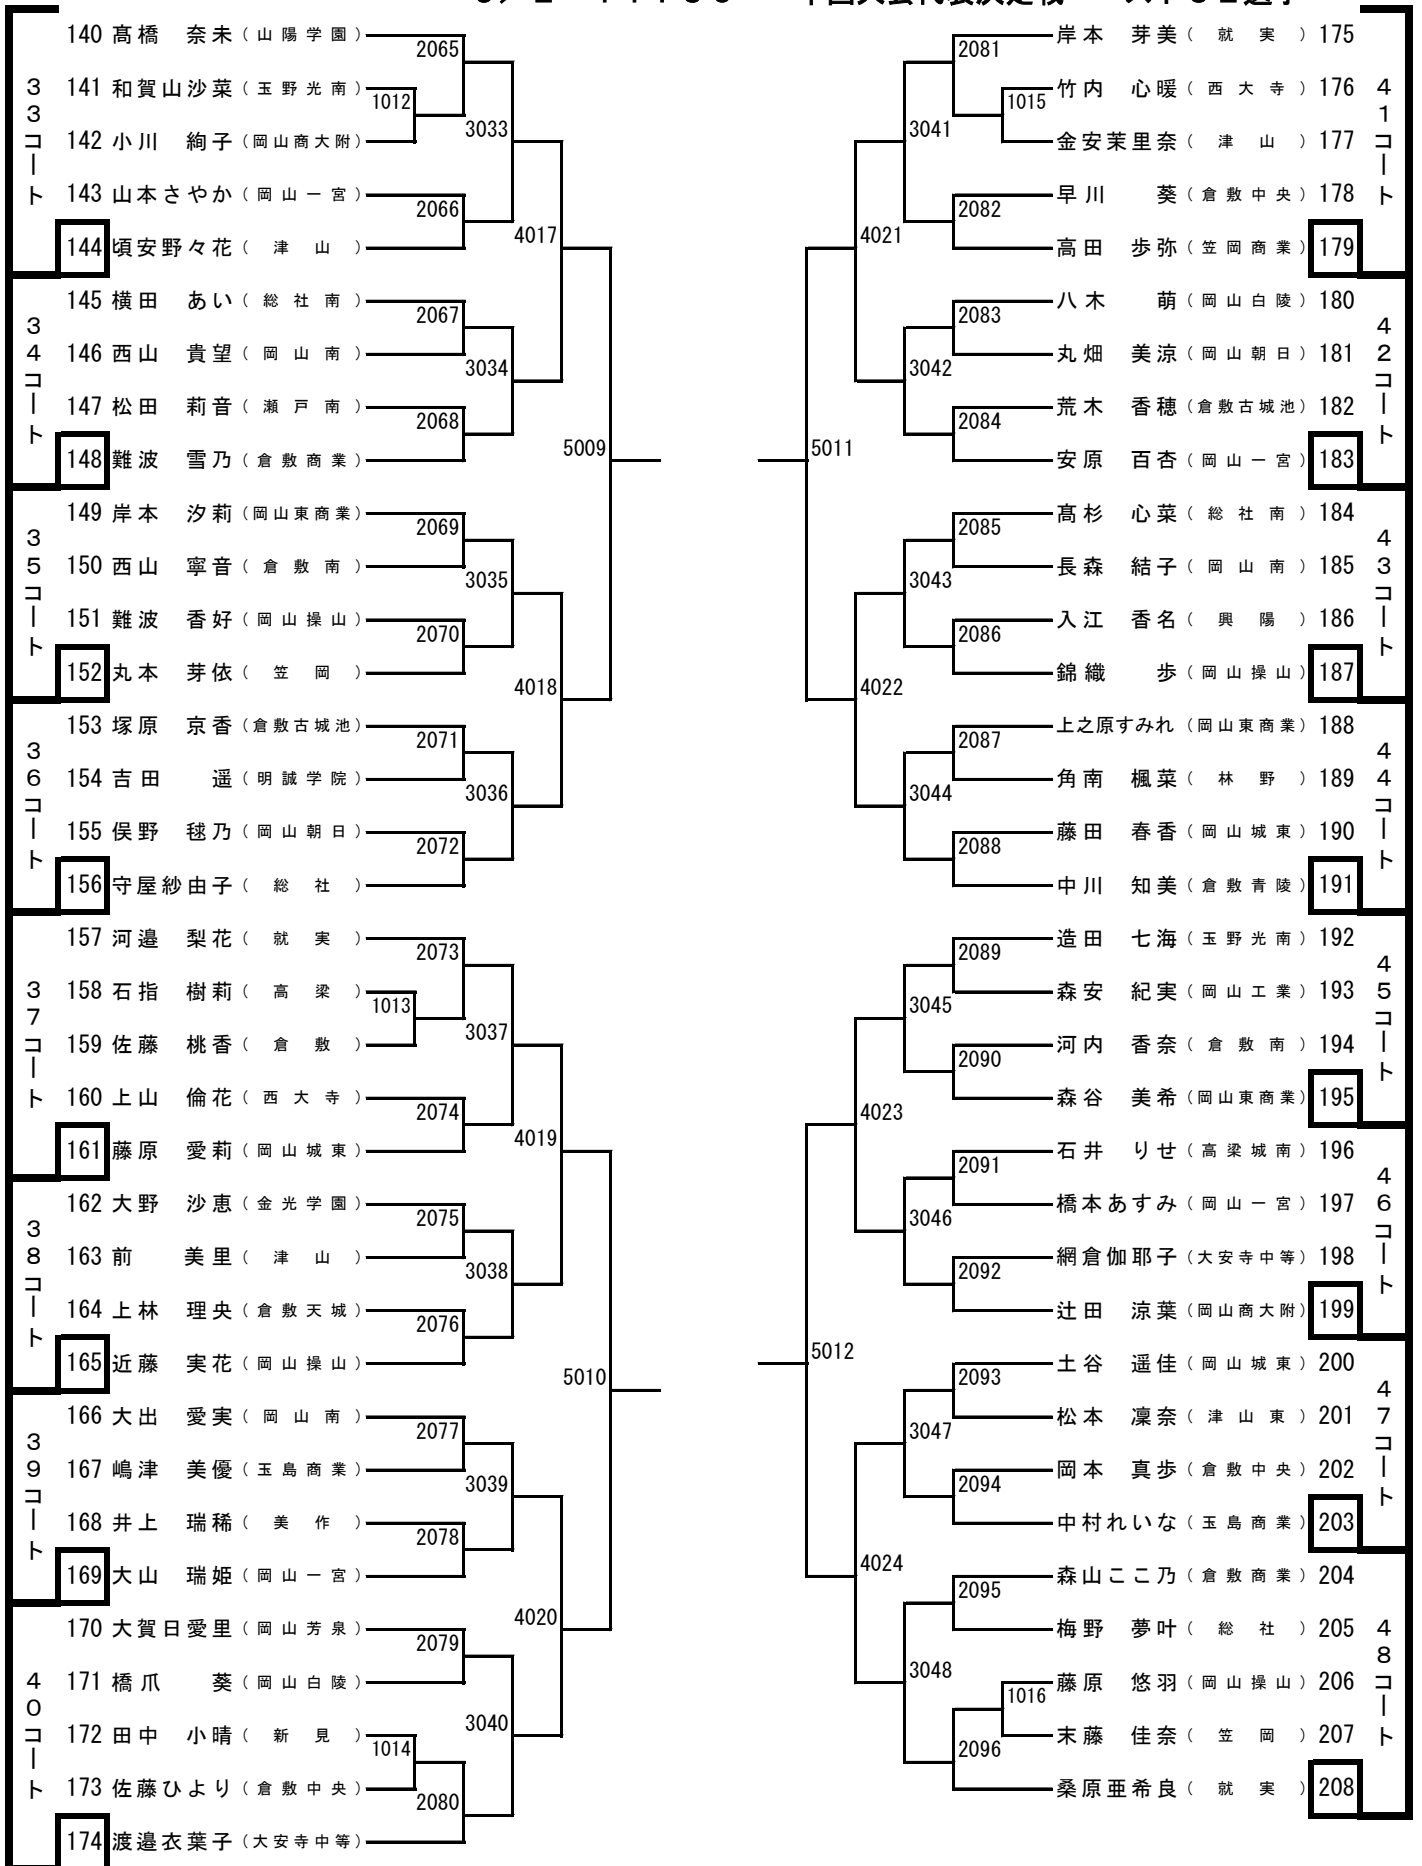 140 髙橋 奈未(山陽学園)
141 和賀山沙菜(玉野光南)
142 小川 絢子(岡山商大附)
143 山本さやか(岡山一宮)
144 頃安野々花(津山)
33コート
145 横田 あい(総社南)
146 西山 貴望(岡山南)
147 松田 莉音(瀬戸南)
148 難波 雪乃(倉敷商業)
34コート
149 岸本 汐莉(岡山東商業)
150 西山 寧音(倉敷南)
151 難波 香好(岡山操山)
152 丸本 芽依(笠岡)
35コート
153 塚原 京香(倉敷古城池)
154 吉田 遥(明誠学院)
155 俣野 毬乃(岡山朝日)
156 守屋紗由子(総社)
36コート
157 河邉 梨花(就実)
158 石指 樹莉(高梁)
159 佐藤 桃香(倉敷)
160 上山 倫花(西大寺)
161 藤原 愛莉(岡山城東)
37コート
162 大野 沙恵(金光学園)
163 前 美里(津山)
164 上林 理央(倉敷天城)
165 近藤 実花(岡山操山)
38コート
166 大出 愛実(岡山南)
167 嶋津 美優(玉島商業)
168 井上 瑞稀(美作)
169 大山 瑞姫(岡山一宮)
39コート
170 大賀日愛里(岡山芳泉)
171 橋爪 葵(岡山白陵)
172 田中 小晴(新見)
173 佐藤ひより(倉敷中央)
174 渡邉衣葉子(大安寺中等)
40コート
1012
1013
1014
2065
2066
2067
2068
2069
2070
2071
2072
2073
2074
2075
2076
2077
2078
2079
2080
3033
3034
3035
3036
3037
3038
3039
3040
4017
4018
4019
4020
5009
5010
5011
5012
4021
4022
4023
4024
3041
3042
3043
3044
3045
3046
3047
3048
2081
2082
2083
2084
2085
2086
2087
2088
2089
2090
2091
2092
2093
2094
2095
2096
1015
1016
岸本 芽美(就実) 175
竹内 心暖(西大寺) 176
金安茉里奈(津山) 177
早川 葵(倉敷中央) 178
高田 歩弥(笠岡商業) 179
41コート
八木 萌(岡山白陵) 180
丸畑 美涼(岡山朝日) 181
荒木 香穂(倉敷古城池) 182
安原 百杏(岡山一宮) 183
42コート
髙杉 心菜(総社南) 184
長森 結子(岡山南) 185
入江 香名(興陽) 186
錦織 歩(岡山操山) 187
43コート
上之原すみれ(岡山東商業) 188
角南 楓菜(林野) 189
藤田 春香(岡山城東) 190
中川 知美(倉敷青陵) 191
44コート
造田 七海(玉野光南) 192
森安 紀実(岡山工業) 193
河内 香奈(倉敷南) 194
森谷 美希(岡山東商業) 195
45コート
石井 りせ(高梁城南) 196
橋本あすみ(岡山一宮) 197
網倉伽耶子(大安寺中等) 198
辻田 涼葉(岡山商大附) 199
46コート
土谷 遥佳(岡山城東) 200
松本 凜奈(津山東) 201
岡本 真歩(倉敷中央) 202
中村れいな(玉島商業) 203
47コート
森山ここ乃(倉敷商業) 204
梅野 夢叶(総社) 205
藤原 悠羽(岡山操山) 206
末藤 佳奈(笠岡) 207
桑原亜希良(就実) 208
48コート